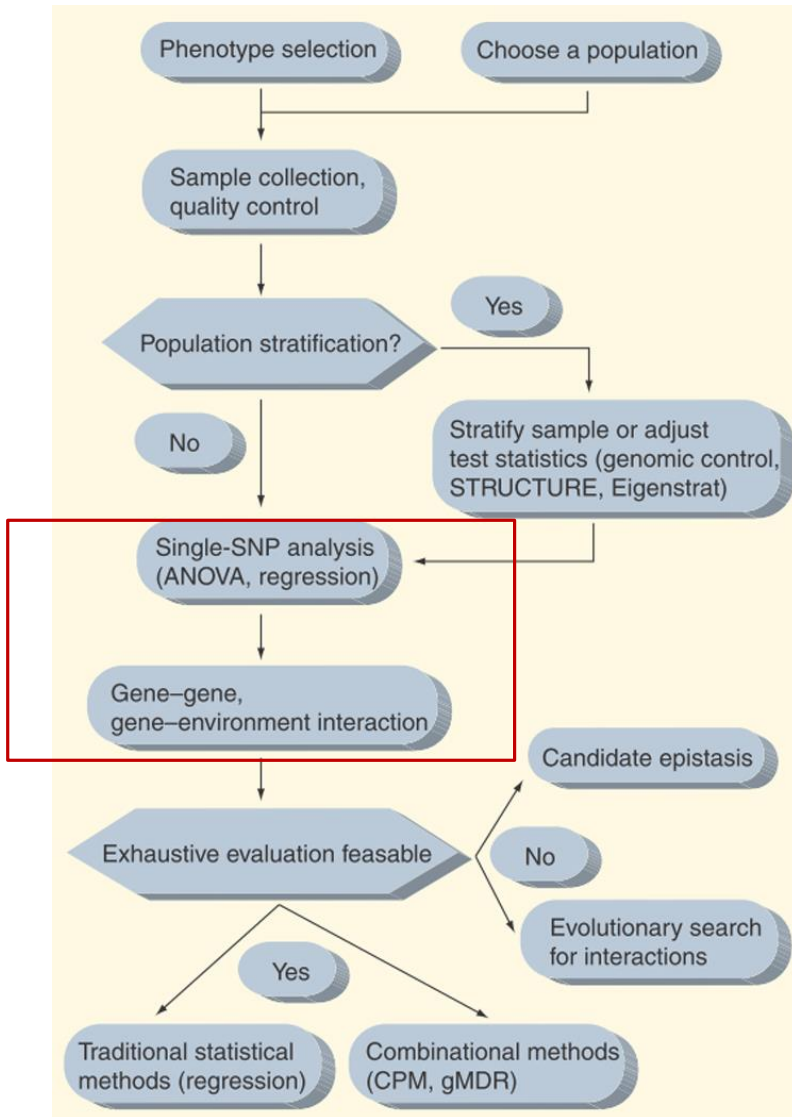 Phenotype selection
Choose a population
Sample collection,
quality control
Population stratification?
Yes
No
Stratify sample or adjust
test statistics (genomic control,
STRUCTURE, Eigenstrat)
Single-SNP analysis
(ANOVA, regression)
Gene–gene,
gene–environment interaction
Candidate epistasis
Exhaustive evaluation feasable
No
Evolutionary search
for interactions
Yes
Traditional statistical
methods (regression)
Combinational methods
(CPM, gMDR)